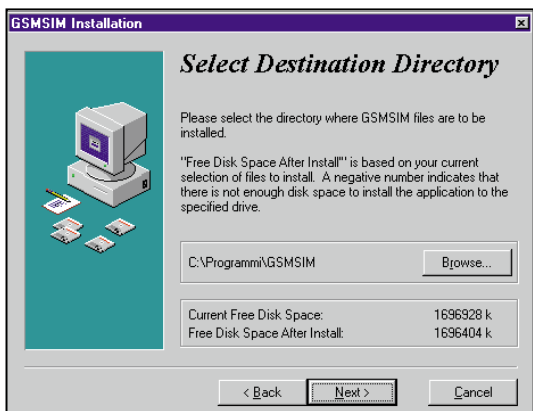 GSMSIM Installation
Select Destination Directory
Please select the directory where GSMSIM files are to be
installed.
"Free Disk Space After Install"' is based on your current
selection of files to install. A negative number indicates that
there is not enough disk space to install the application to the
specified drive.
C:\Programmi\GSMSIM
Browse...
Current Free Disk Space: 1696928 k
Free Disk Space After Install: 1696404 k
< Back
Next >
Cancel